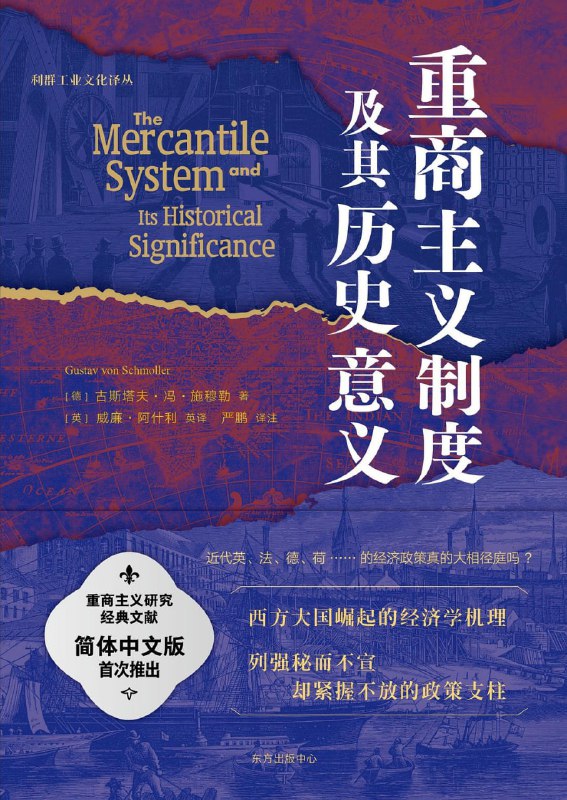 利群工业文化译丛
The
Mercantile
System and
Its Historical
Significance
重商主义制度
及其历史意义
Gustav von Schmoller
［德］古斯塔夫·冯·施穆勒 著
［英］威廉·阿什利 英译 严鹏 译注
近代英、法、德、荷……的经济政策真的大相径庭吗？
重商主义研究
经典文献
简体中文版
首次推出
西方大国崛起的经济学机理
列强秘而不宣
却紧握不放的政策支柱
东方出版中心